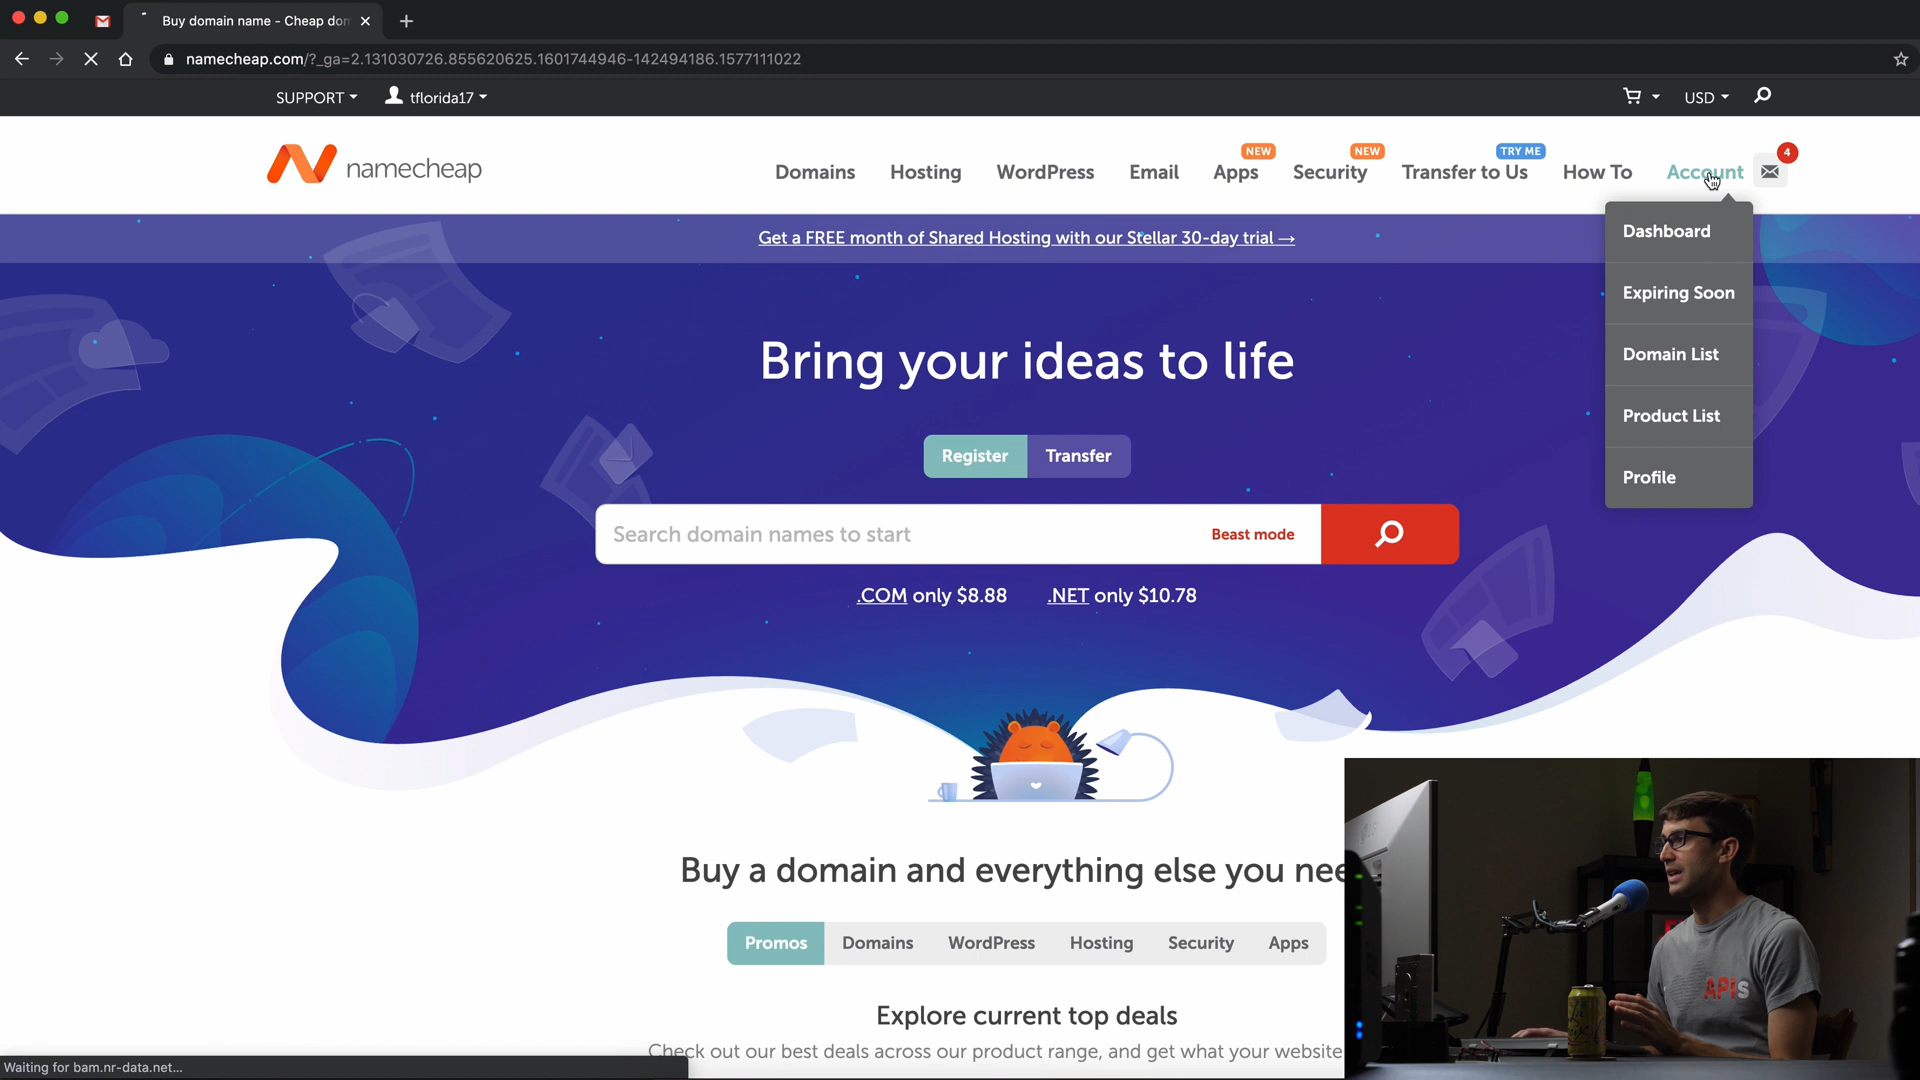 Buy domain name - Cheap dom
namecheap.com/?_ga=2.131030726.855620625.1601744946-142494186.1577111022
SUPPORT
tflorida17
USD
namecheap
Domains
Hosting
WordPress
Email
NEW
Apps
NEW
Security
TRY ME
Transfer to Us
How To
Account
4
Dashboard
Expiring Soon
Domain List
Product List
Profile
Get a FREE month of Shared Hosting with our Stellar 30-day trial →
Bring your ideas to life
Register
Transfer
Search domain names to start
Beast mode
.COM only $8.88
.NET only $10.78
Buy a domain and everything else you nee
Promos
Domains
WordPress
Hosting
Security
Apps
Explore current top deals
Check out our best deals across our product range, and get what your website
Waiting for bam.nr-data.net...
APIs